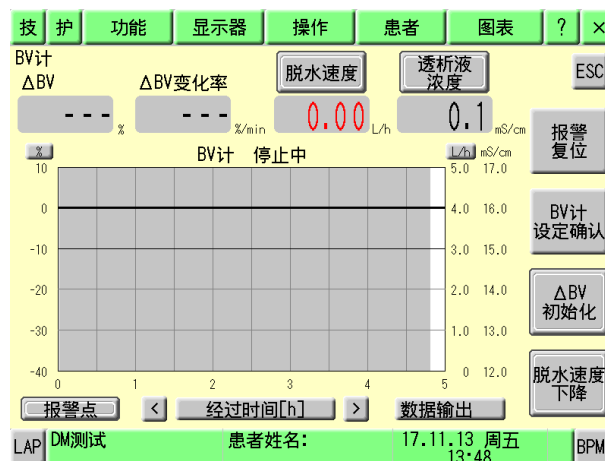 技 护 功能 显示器 操作 患者 图表 ? ×
BV计
△BV △BV变化率 脱水速度 透析液
浓度 ESC
--- % --- %/min 0.00 L/h 0.1 mS/cm
报警
复位
% BV计 停止中 L/h mS/cm
10 5.0 17.0
0 4.0 16.0
BV计
设定确认
-10 3.0 15.0
-20 2.0 14.0
△BV
初始化
-30 1.0 13.0
-40 0 12.0
脱水速度
下降
0 1 2 3 4 5
报警点 < 经过时间[h] > 数据输出
LAP DM测试 患者姓名: 17.11.13 周五
13:48 BPM